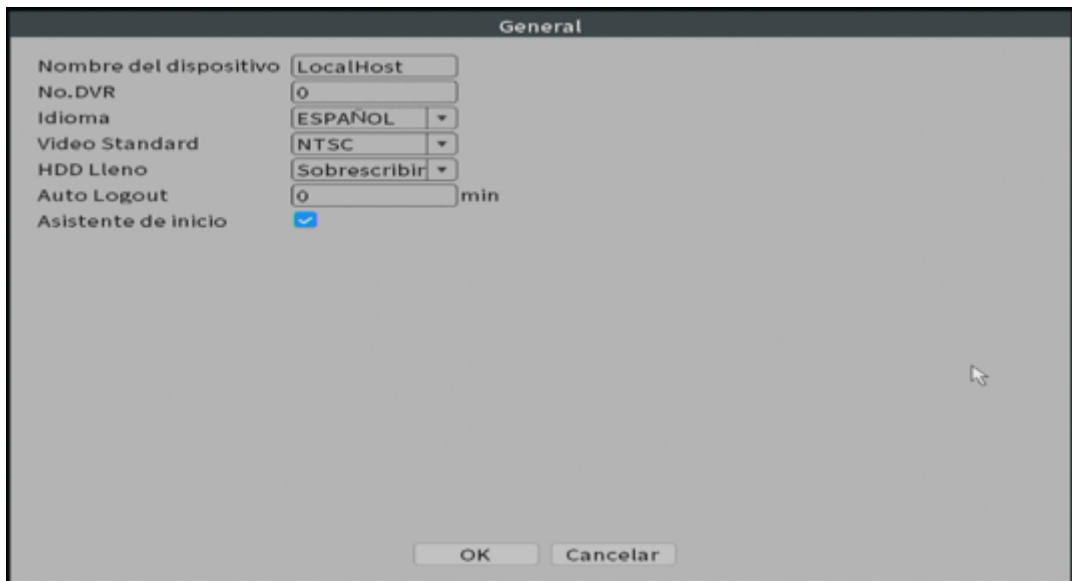 General
Nombre del dispositivo LocalHost
No.DVR 0
Idioma ESPAÑOL
Video Standard NTSC
HDD Lleno Sobrescribir
Auto Logout 0 min
Asistente de inicio
OK Cancelar